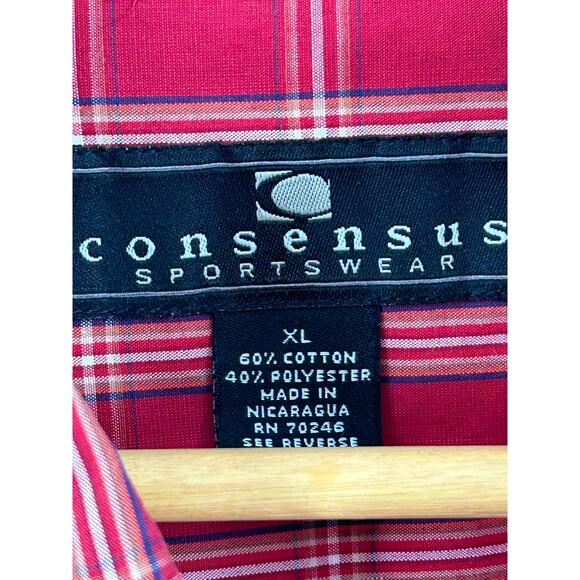 consensus
SPORTSWEAR
XL
60% COTTON
40% POLYESTER
MADE IN
NICARAGUA
RN 70246
SEE REVERSE